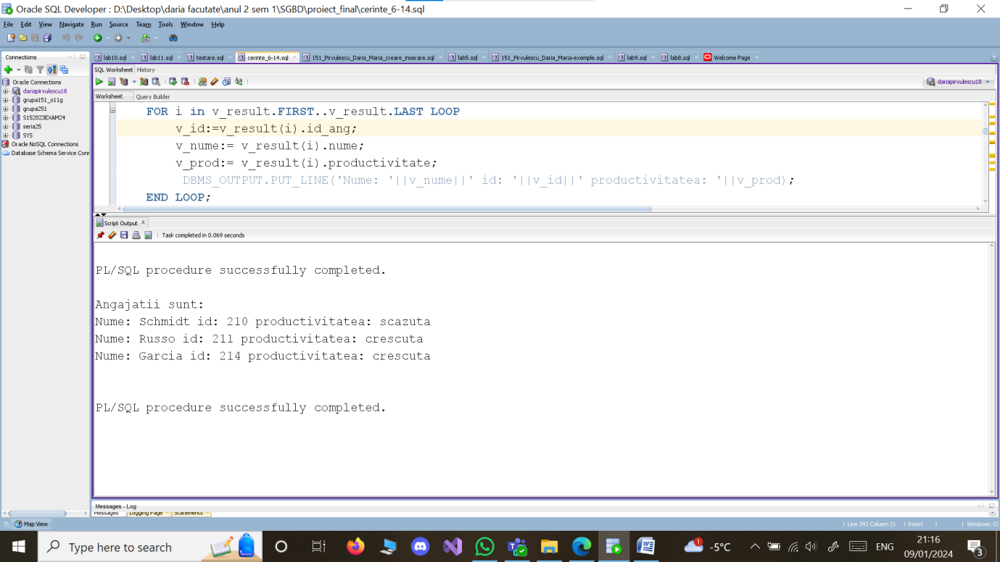 Oracle SQL Developer : D:\Desktop\daria facutate\anul 2 sem 1\SGBD\proiect_final\cerinte_6-14.sql
File Edit View Navigate Run Source Team Tools Window Help
Connections
Oracle Connections
dariapirvulescu18
grupa151_o11g
grupa251
S152023EXAM24
seria25
SYS
Oracle NoSQL Connections
Database Schema Service Conn
lab10.sql lab11.sql testare.sql cerinte_6-14.sql 151_Pirvulescu_Daria_Maria_creare_inserare.sql lab5.sql 151_Pirvulescu_Daria_Maria-exemple.sql lab9.sql lab8.sql Welcome Page
SQL Worksheet History
dariapirvulescu18
Worksheet Query Builder
FOR i in v_result.FIRST..v_result.LAST LOOP
v_id:=v_result(i).id_ang;
v_nume:= v_result(i).nume;
v_prod:= v_result(i).productivitate;
DBMS_OUTPUT.PUT_LINE('Nume: '||v_nume||' id: '||v_id||' productivitatea: '||v_prod);
END LOOP;
Script Output x
Task completed in 0.069 seconds
PL/SQL procedure successfully completed.
Angajatii sunt:
Nume: Schmidt id: 210 productivitatea: scazuta
Nume: Russo id: 211 productivitatea: crescuta
Nume: Garcia id: 214 productivitatea: crescuta
PL/SQL procedure successfully completed.
Messages - Log
Messages Logging Page Statements
Map View
Line 342 Column 21 Insert Windows:
Type here to search
1 -5°C
ENG
21:16
09/01/2024
3